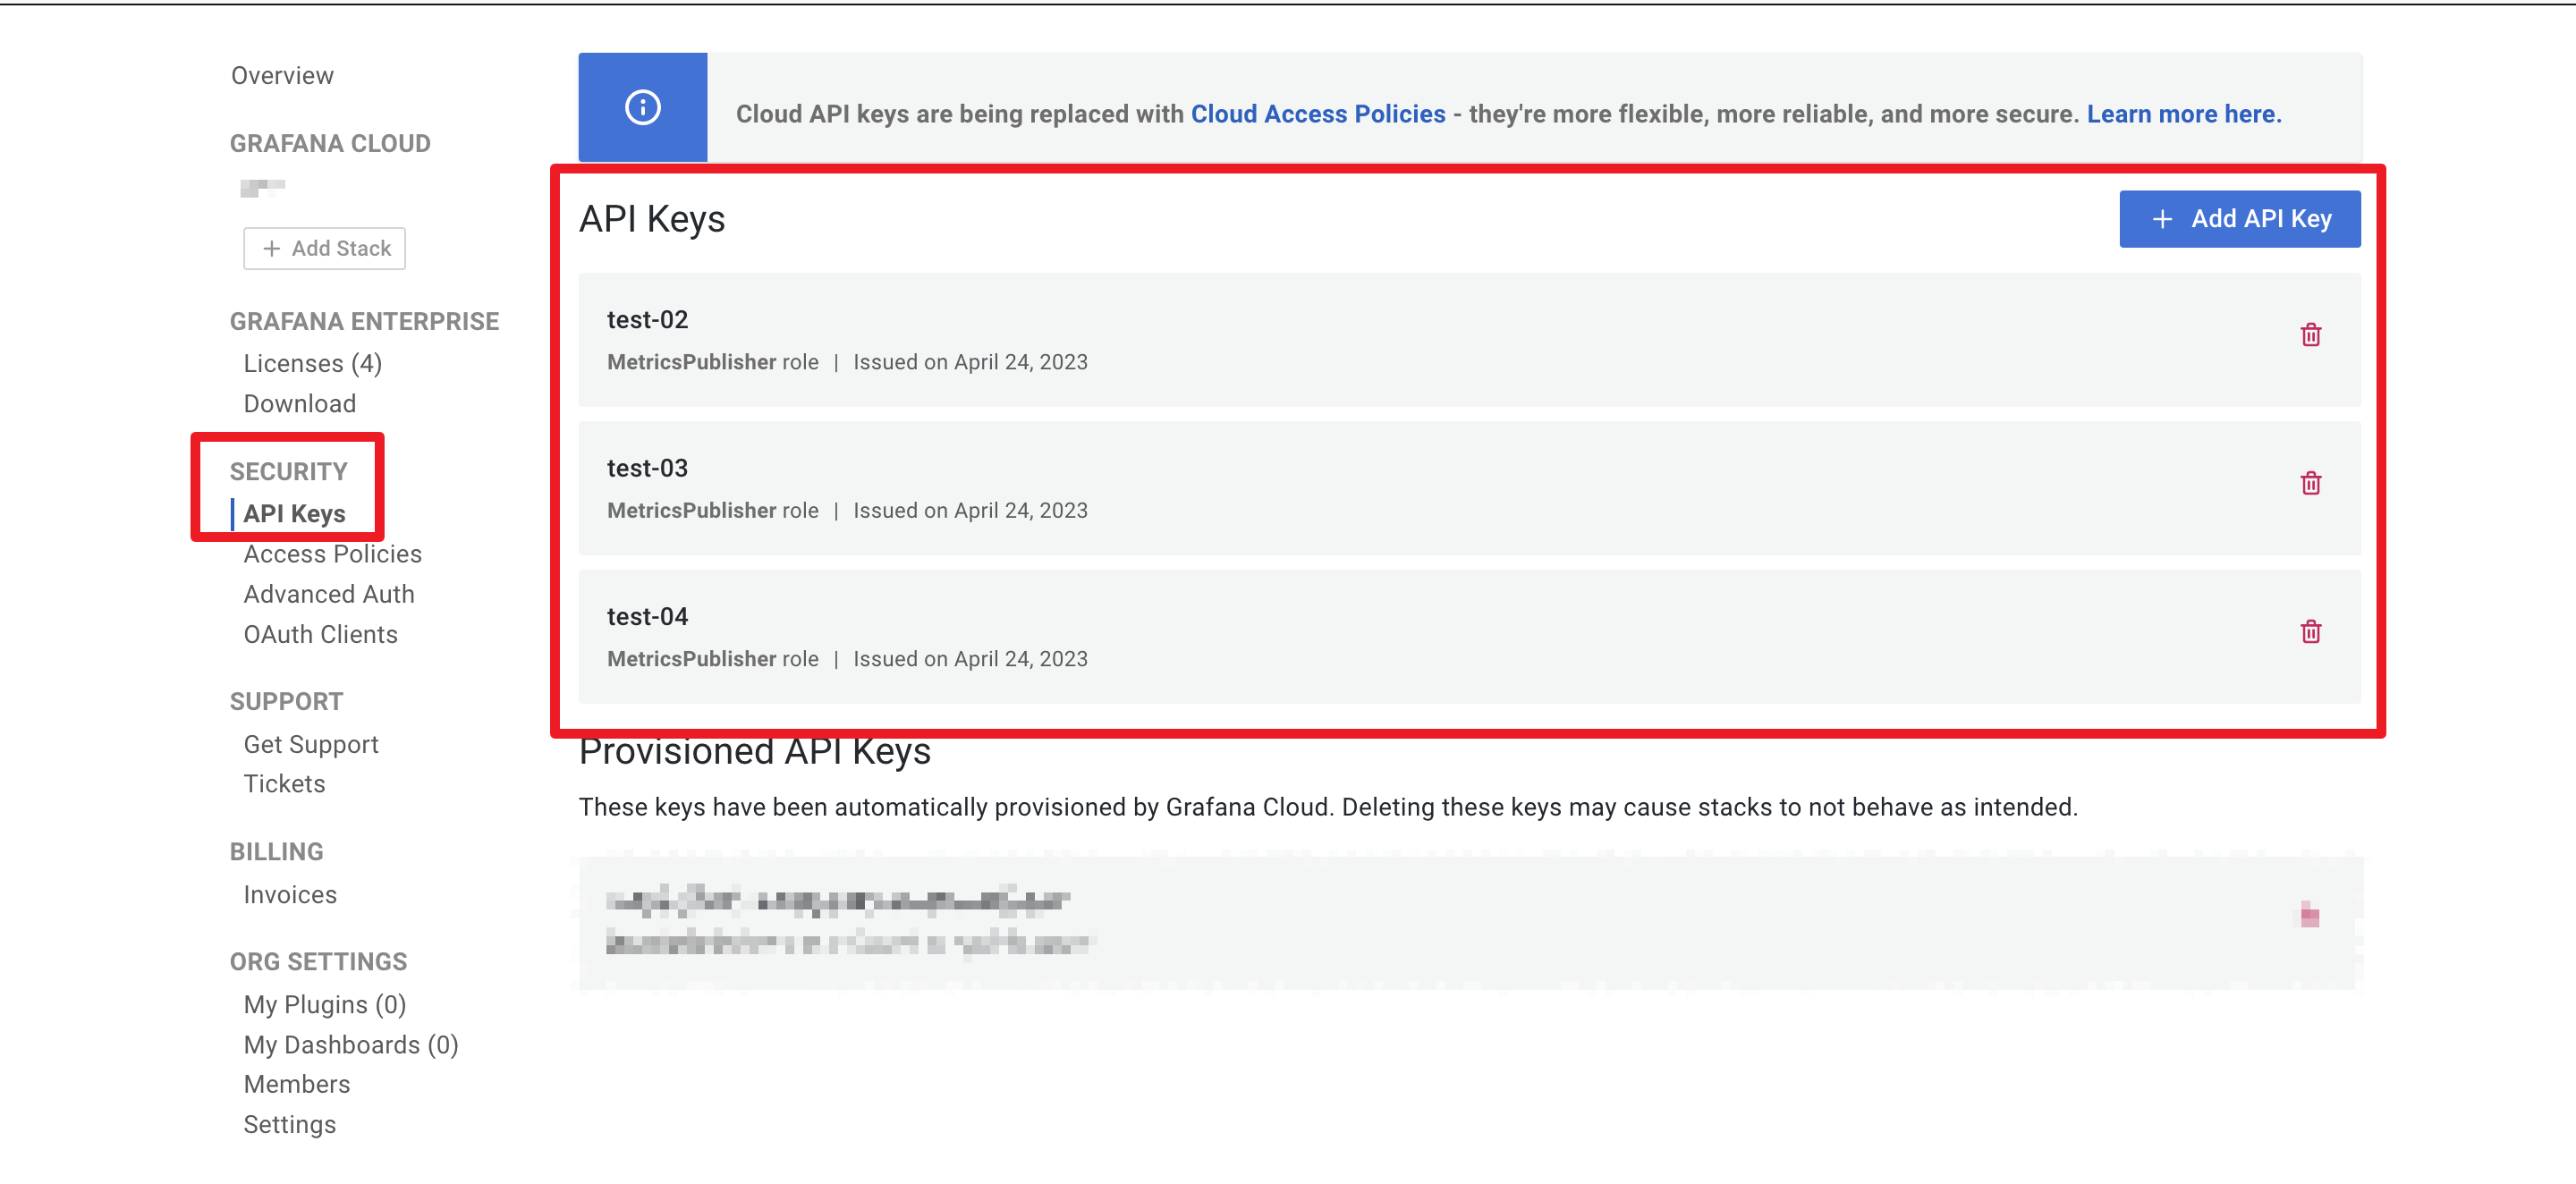 Overview
GRAFANA CLOUD
+ Add Stack
GRAFANA ENTERPRISE
Licenses (4)
Download
SECURITY
API Keys
Access Policies
Advanced Auth
OAuth Clients
SUPPORT
Get Support
Tickets
BILLING
Invoices
ORG SETTINGS
My Plugins (0)
My Dashboards (0)
Members
Settings
Cloud API keys are being replaced with Cloud Access Policies - they're more flexible, more reliable, and more secure. Learn more here.
API Keys
+ Add API Key
test-02
MetricsPublisher role | Issued on April 24, 2023
test-03
MetricsPublisher role | Issued on April 24, 2023
test-04
MetricsPublisher role | Issued on April 24, 2023
Provisioned API Keys
These keys have been automatically provisioned by Grafana Cloud. Deleting these keys may cause stacks to not behave as intended.